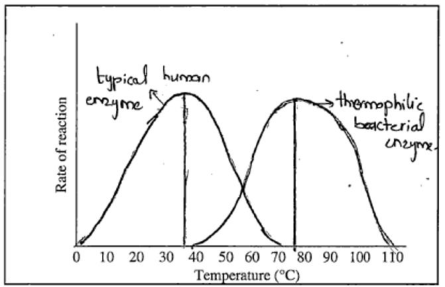 typical human
enzyme
thermophilic
bacterial
enzyme.
Rate of reaction
0 10 20 30 40 50 60 70 80 90 100 110
Temperature (°C)